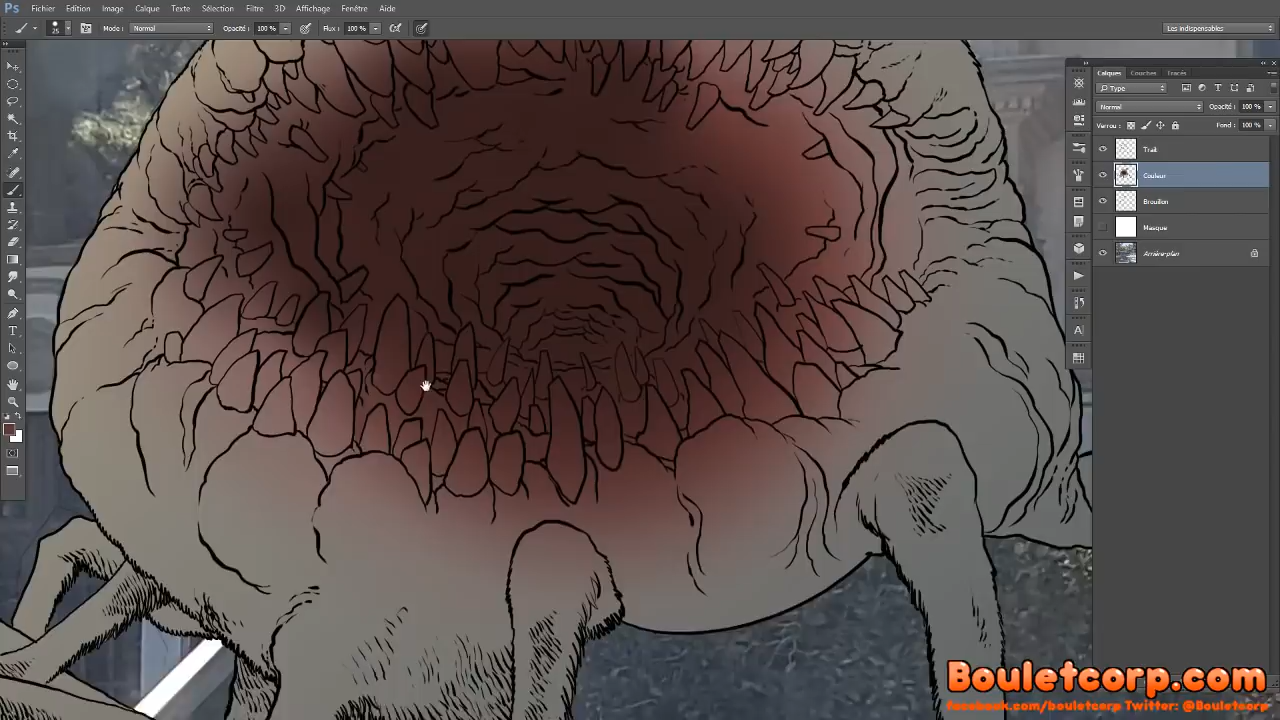 Ps Fichier Edition Image Calque Texte Sélection Filtre 3D Affichage Fenêtre Aide
25 Mode : Normal Opacité : 100 % Flux : 100 % Les indispensables
Calques Couches Tracés
Type
Normal Opacité : 100 %
Verrou : Fond : 100 %
Trait
Couleur
Brouillon
Masque
Arrière-plan
Bouletcorp.com
facebook.com/bouletcorp Twitter: @Bouletcorp